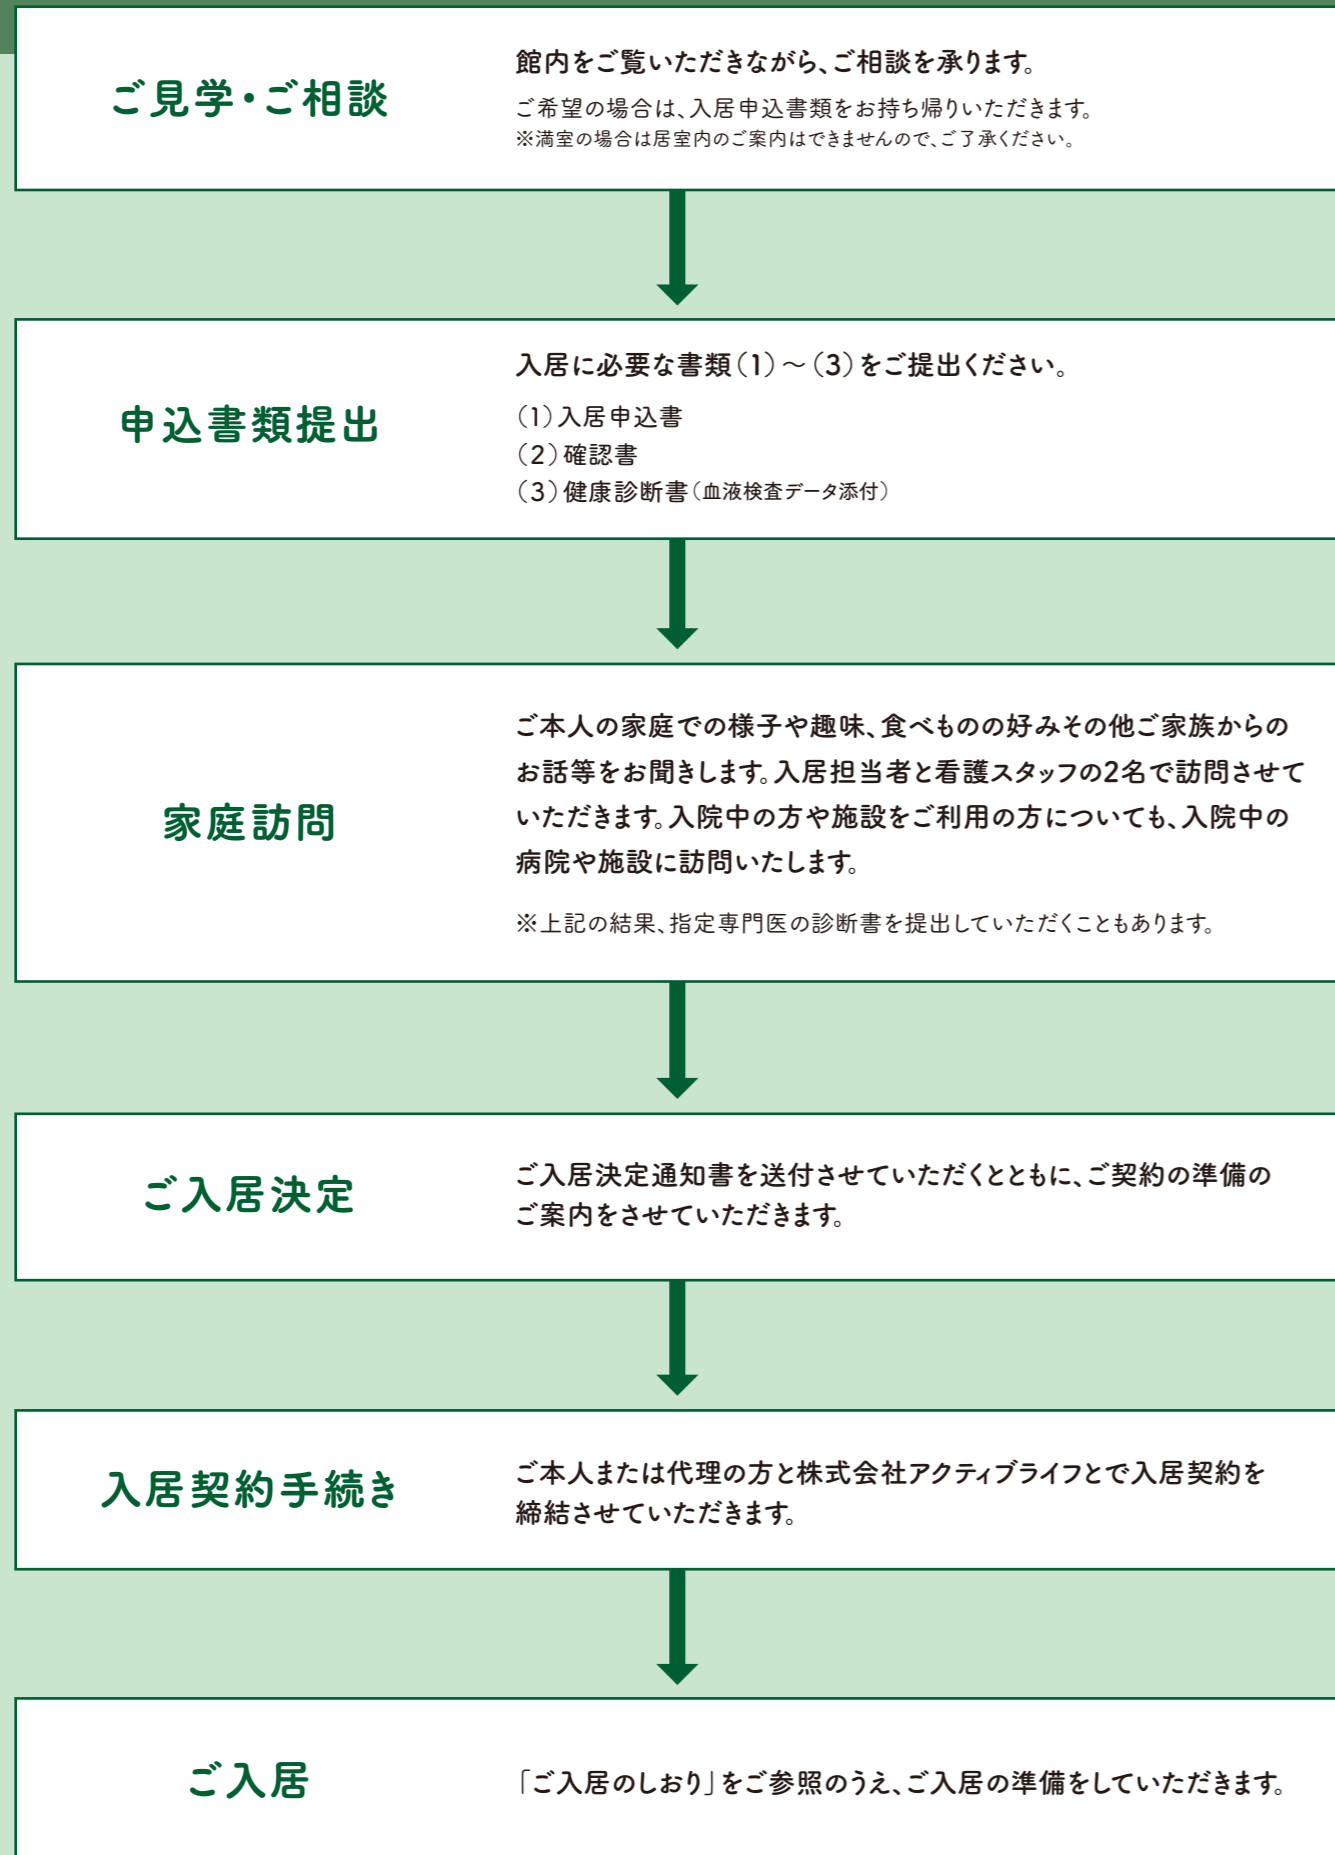 ご見学・ご相談
館内をご覧いただきながら、ご相談を承ります。
ご希望の場合は、入居申込書類をお持ち帰りいただきます。
※満室の場合は居室内のご案内はできませんので、ご了承ください。
申込書類提出
入居に必要な書類（1）～（3）をご提出ください。
（1）入居申込書
（2）確認書
（3）健康診断書（血液検査データ添付）
家庭訪問
ご本人の家庭での様子や趣味、食べものの好みその他ご家族からの
お話等をお聞きします。入居担当者と看護スタッフの2名で訪問させて
いただきます。入院中の方や施設をご利用の方についても、入院中の
病院や施設に訪問いたします。
※上記の結果、指定専門医の診断書を提出していただくこともあります。
ご入居決定
ご入居決定通知書を送付させていただくとともに、ご契約の準備の
ご案内をさせていただきます。
入居契約手続き
ご本人または代理の方と株式会社アクティブライフとで入居契約を
締結させていただきます。
ご入居
「ご入居のしおり」をご参照のうえ、ご入居の準備をしていただきます。